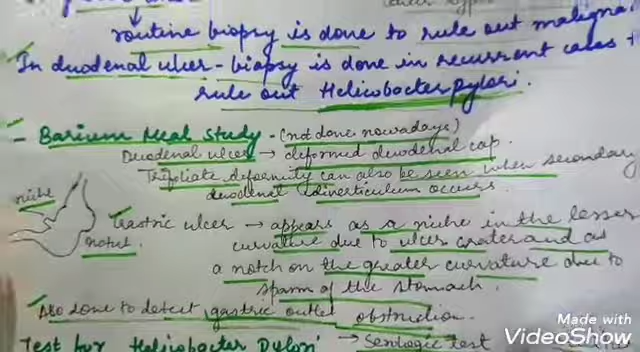 routine biopsy is done to rule out
In duodenal ulcer - biopsy is done in recurrent cases +
rule out Helicobacter pylori.
- Barium Meal Study - (not done nowadays)
Duodenal ulcer → deformed duodenal cap.
Trifoliate deformity can also be seen when secondary
duodenal diverticulum occurs.
niche
Gastric ulcer → appears as a niche in the lesser
curvature due to ulcer crater and as
notch
a notch on the greater curvature due to
spasm of the stomach.
Also done to detect gastric outlet obstruction.
Test for Helicobacter Pylori → Serologic test
Made with
VideoShow